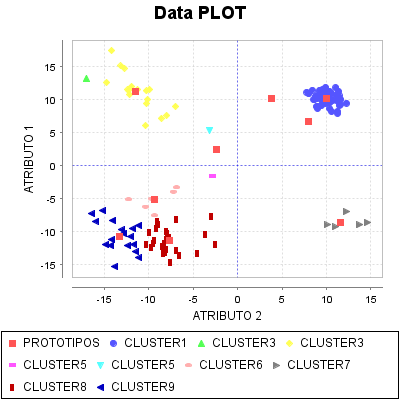 Data PLOT
ATRIBUTO 1
15
10
5
0
-5
-10
-15
-15 -10 -5 0 5 10 15
ATRIBUTO 2
PROTOTIPOS CLUSTER1 CLUSTER3 CLUSTER3
CLUSTER5 CLUSTER5 CLUSTER6 CLUSTER7
CLUSTER8 CLUSTER9